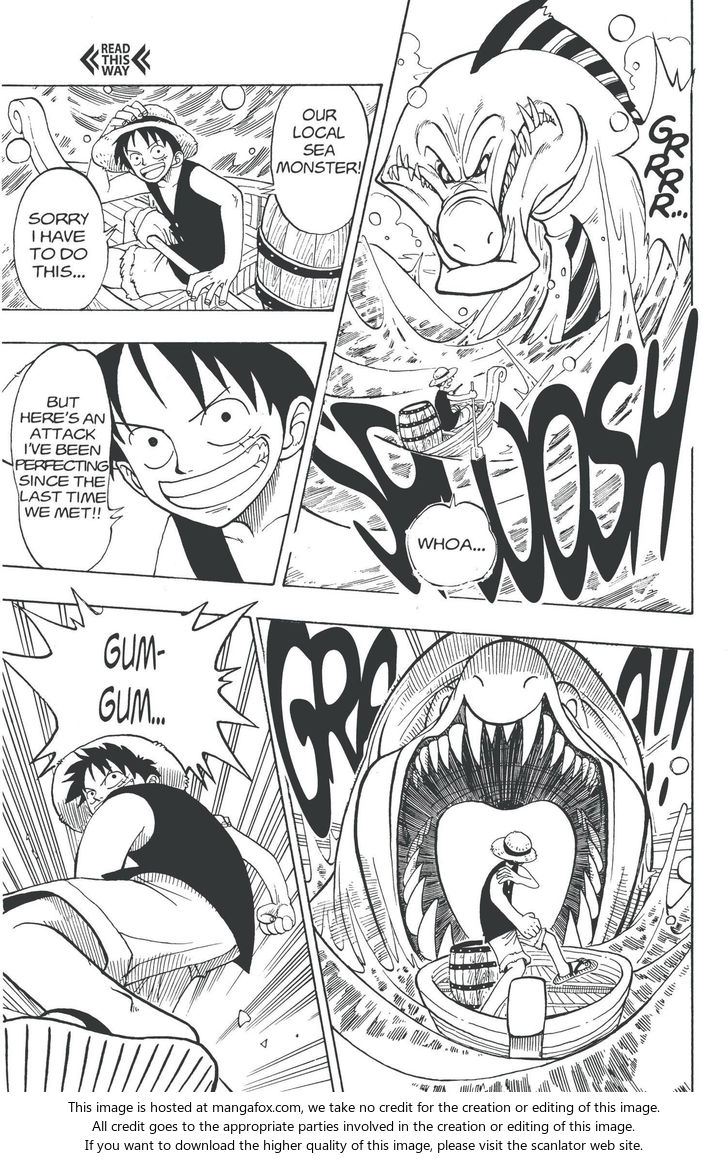 READ
THIS
WAY
GRRRR...
SPLOOSH
WHOA...
OUR
LOCAL
SEA
MONSTER!
SORRY
I HAVE
TO DO
THIS...
BUT
HERE'S AN
ATTACK
I'VE BEEN
PERFECTING
SINCE THE
LAST TIME
WE MET!!
GUM-
GUM...
This image is hosted at mangafox.com, we take no credit for the creation or editing of this image.
All credit goes to the appropriate parties involved in the creation or editing of this image.
If you want to download the higher quality of this image, please visit the scanlator web site.